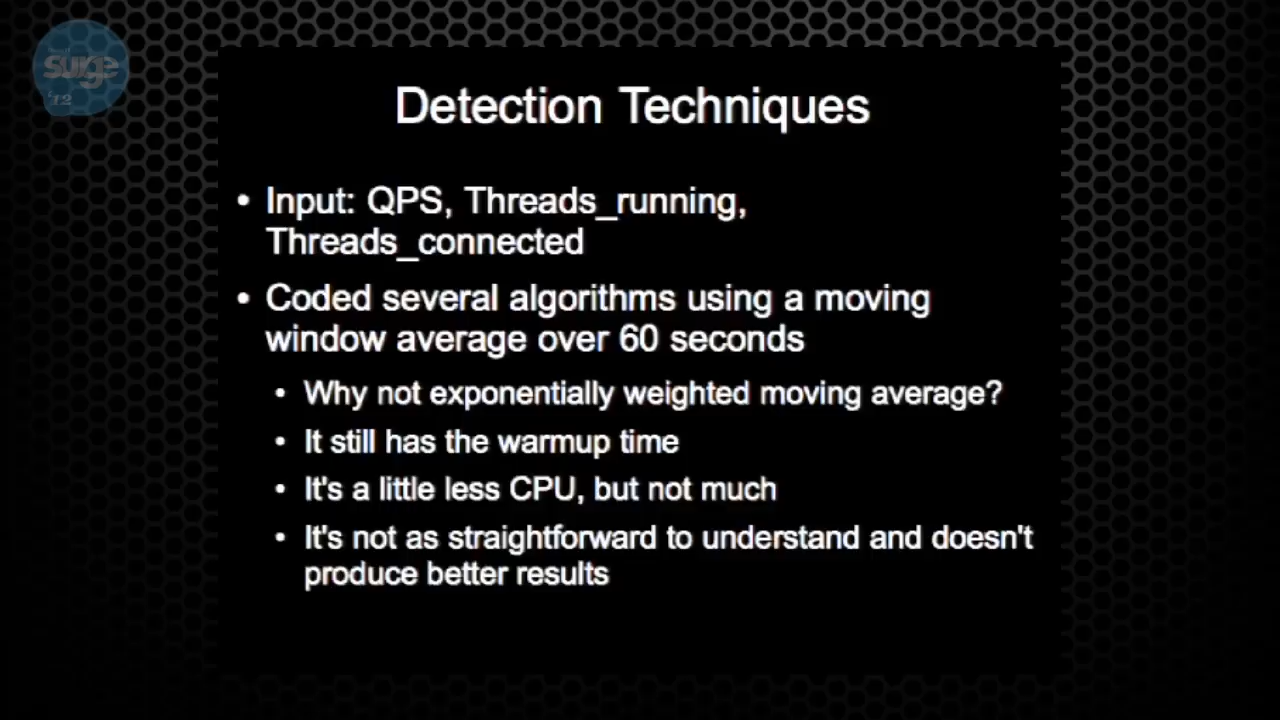 surge
'12
Detection Techniques
• Input: QPS, Threads_running,
Threads_connected
• Coded several algorithms using a moving
window average over 60 seconds
• Why not exponentially weighted moving average?
• It still has the warmup time
• It's a little less CPU, but not much
• It's not as straightforward to understand and doesn't
produce better results